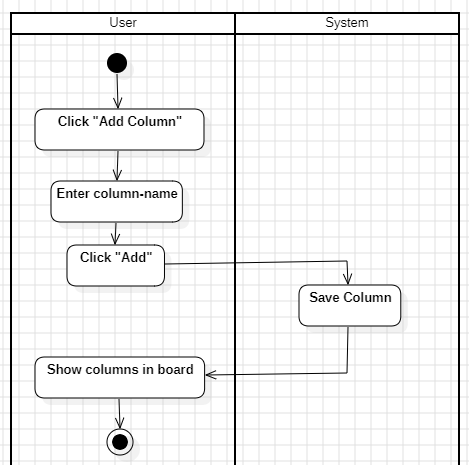 User
System
Click "Add Column"
Enter column-name
Click "Add"
Save Column
Show columns in board